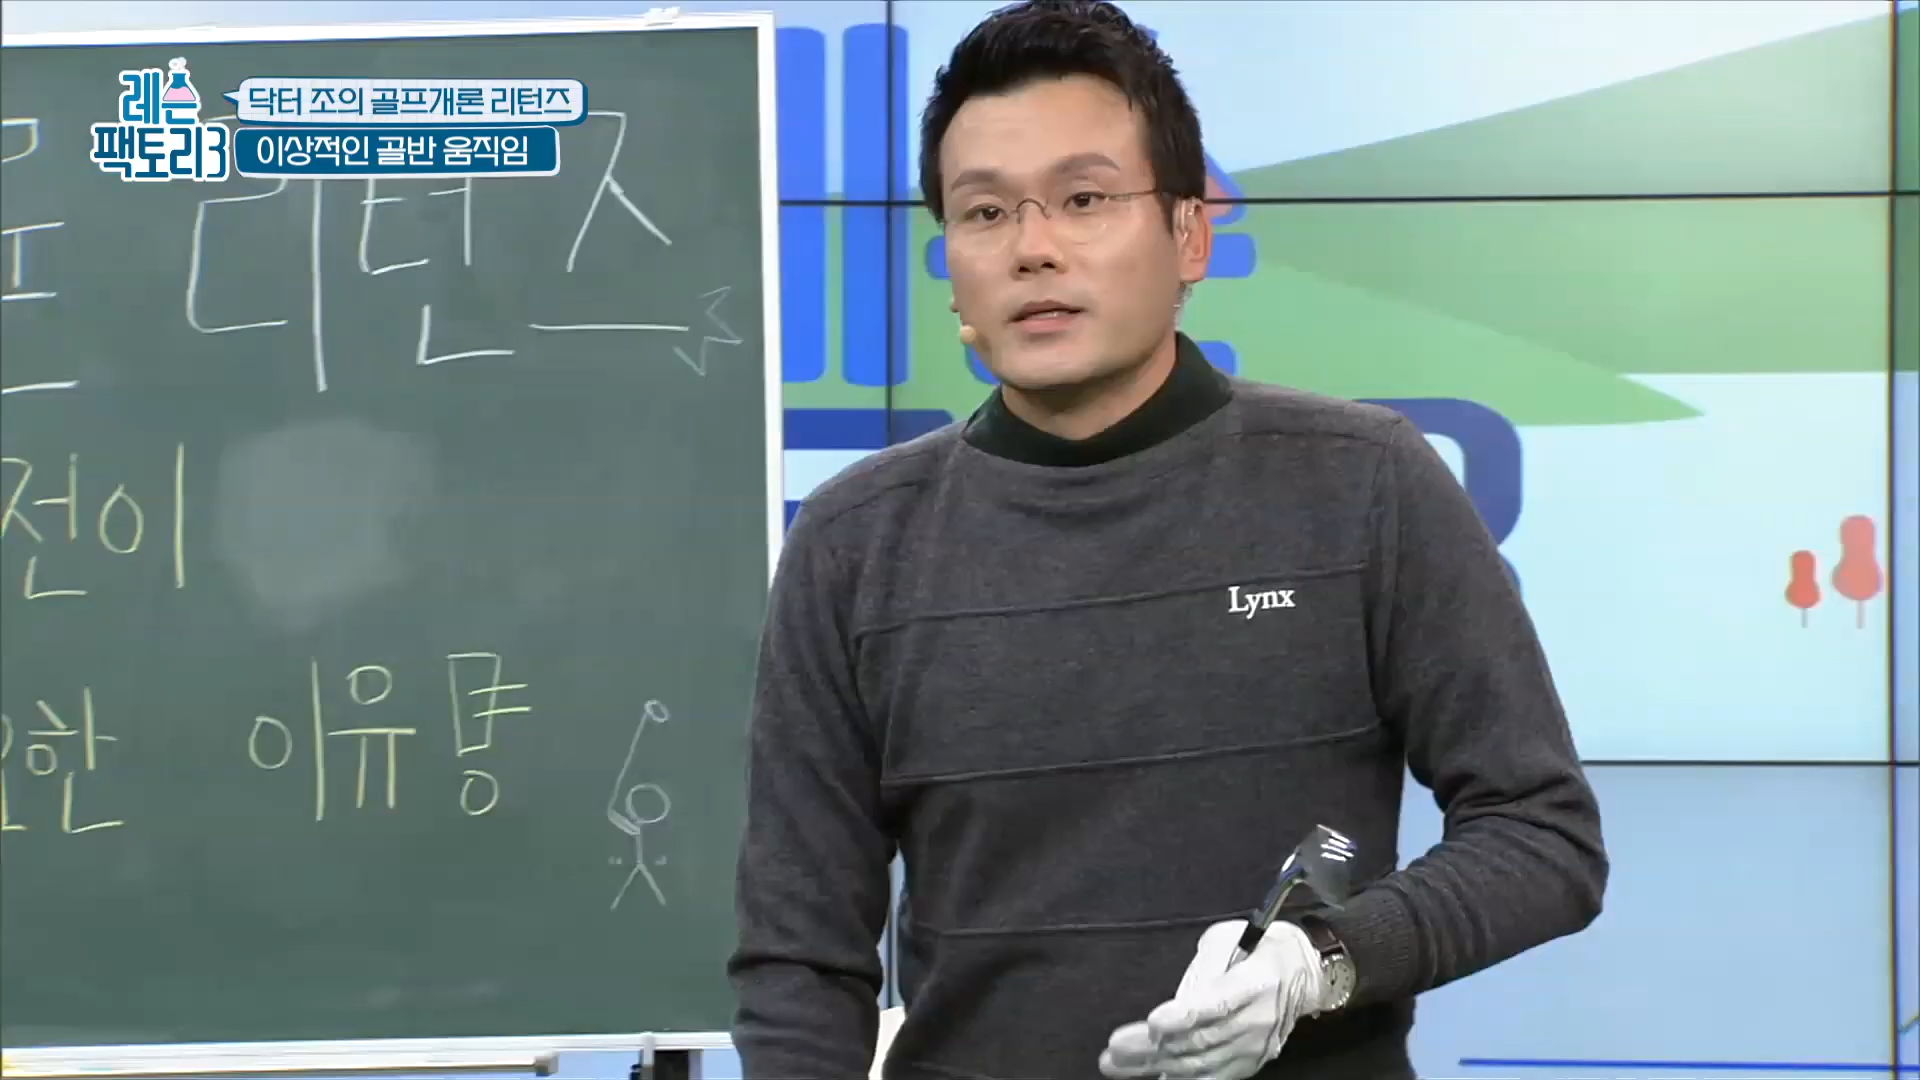 레슨
팩토리3
닥터 조의 골프개론 리턴즈
이상적인 골반 움직임
리턴즈
전이
한 이유
Lynx